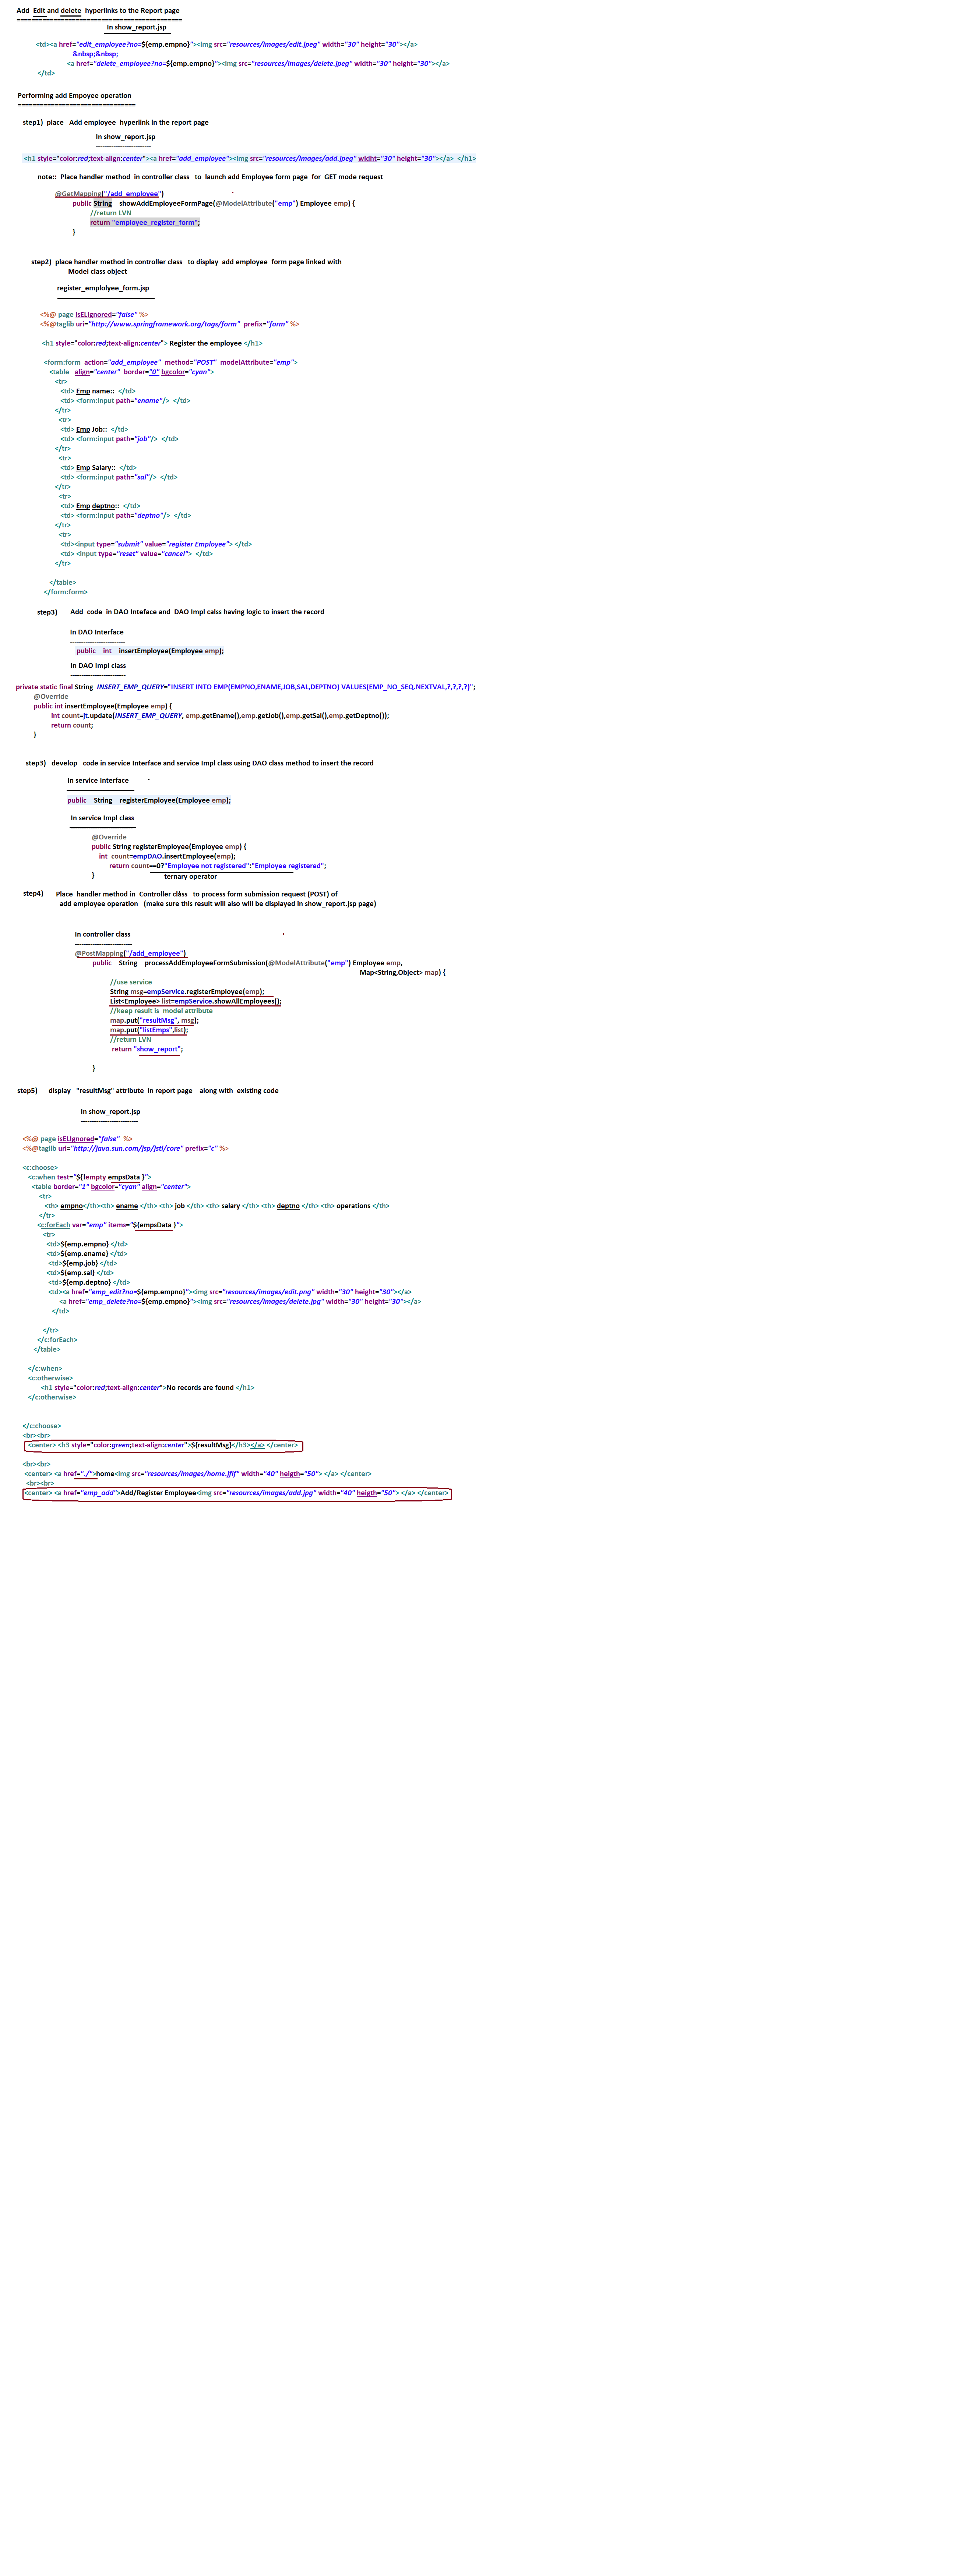 Add Edit and delete hyperlinks to the Report page
=============================================
In show_report.jsp
<td><a href="edit_employee?no=${emp.empno}"><img src="resources/images/edit.jpeg" width="30" height="30"></a>
&nbsp;&nbsp;
<a href="delete_employee?no=${emp.empno}"><img src="resources/images/delete.jpeg" width="30" height="30"></a>
</td>
Performing add Empoyee operation
================================
step1) place Add employee hyperlink in the report page
In show_report.jsp
-------------------------
<h1 style="color:red;text-align:center"><a href="add_employee"><img src="resources/images/add.jpeg" widht="30" height="30"></a> </h1>
note:: Place handler method in controller class to launch add Employee form page for GET mode request
@GetMapping("/add_employee")
public String showAddEmployeeFormPage(@ModelAttribute("emp") Employee emp) {
//return LVN
return "employee_register_form";
}
step2) place handler method in controller class to display add employee form page linked with
Model class object
register_emplolyee_form.jsp
<%@ page isELIgnored="false" %>
<%@taglib uri="http://www.springframework.org/tags/form" prefix="form" %>
<h1 style="color:red;text-align:center"> Register the employee </h1>
<form:form action="add_employee" method="POST" modelAttribute="emp">
<table align="center" border="0" bgcolor="cyan">
<tr>
<td> Emp name:: </td>
<td> <form:input path="ename"/> </td>
</tr>
<tr>
<td> Emp Job:: </td>
<td> <form:input path="job"/> </td>
</tr>
<tr>
<td> Emp Salary:: </td>
<td> <form:input path="sal"/> </td>
</tr>
<tr>
<td> Emp deptno:: </td>
<td> <form:input path="deptno"/> </td>
</tr>
<tr>
<td><input type="submit" value="register Employee"> </td>
<td> <input type="reset" value="cancel"> </td>
</tr>
</table>
</form:form>
step3) Add code in DAO Inteface and DAO Impl calss having logic to insert the record
In DAO Interface
-------------------------
public int insertEmployee(Employee emp);
In DAO Impl class
-------------------------
private static final String INSERT_EMP_QUERY="INSERT INTO EMP(EMPNO,ENAME,JOB,SAL,DEPTNO) VALUES(EMP_NO_SEQ.NEXTVAL,?,?,?,?)";
@Override
public int insertEmployee(Employee emp) {
int count=jt.update(INSERT_EMP_QUERY, emp.getEname(),emp.getJob(),emp.getSal(),emp.getDeptno());
return count;
}
step3) develop code in service Interface and service Impl class using DAO class method to insert the record
In service Interface
public String registerEmployee(Employee emp);
In service Impl class
@Override
public String registerEmployee(Employee emp) {
int count=empDAO.insertEmployee(emp);
return count==0?"Employee not registered":"Employee registered";
}
ternary operator
step4) Place handler method in Controller class to process form submission request (POST) of
add employee operation (make sure this result will also will be displayed in show_report.jsp page)
In controller class
--------------------------
@PostMapping("/add_employee")
public String processAddEmployeeFormSubmission(@ModelAttribute("emp") Employee emp,
Map<String,Object> map) {
//use service
String msg=empService.registerEmployee(emp);
List<Employee> list=empService.showAllEmployees();
//keep result is model attribute
map.put("resultMsg", msg);
map.put("listEmps",list);
//return LVN
return "show_report";
}
step5) display "resultMsg" attribute in report page along with existing code
In show_report.jsp
--------------------------
<%@ page isELIgnored="false" %>
<%@taglib uri="http://java.sun.com/jsp/jstl/core" prefix="c" %>
<c:choose>
<c:when test="${!empty empsData }">
<table border="1" bgcolor="cyan" align="center">
<tr>
<th> empno</th><th> ename </th> <th> job </th> <th> salary </th> <th> deptno </th> <th> operations </th>
</tr>
<c:forEach var="emp" items="${empsData }">
<tr>
<td>${emp.empno} </td>
<td>${emp.ename} </td>
<td>${emp.job} </td>
<td>${emp.sal} </td>
<td>${emp.deptno} </td>
<td><a href="emp_edit?no=${emp.empno}"><img src="resources/images/edit.png" width="30" height="30"></a>
<a href="emp_delete?no=${emp.empno}"><img src="resources/images/delete.jpg" width="30" height="30"></a>
</td>
</tr>
</c:forEach>
</table>
</c:when>
<c:otherwise>
<h1 style="color:red;text-align:center">No records are found </h1>
</c:otherwise>
</c:choose>
<br><br>
<center> <h3 style="color:green;text-align:center">${resultMsg}</h3></a> </center>
<br><br>
<center> <a href="./">home<img src="resources/images/home.jfif" width="40" heigth="50"> </a> </center>
<br><br>
<center> <a href="emp_add">Add/Register Employee<img src="resources/images/add.jpg" width="40" heigth="50"> </a> </center>